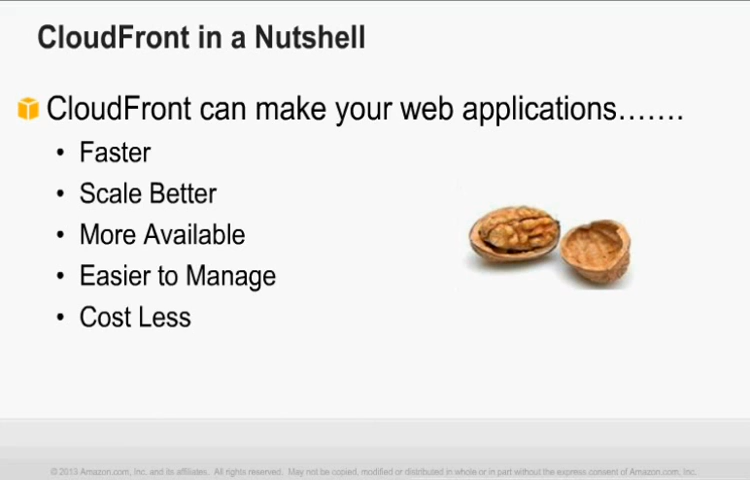 CloudFront in a Nutshell
CloudFront can make your web applications…….
• Faster
• Scale Better
• More Available
• Easier to Manage
• Cost Less
© 2013 Amazon.com, Inc. and its affiliates. All rights reserved. May not be copied, modified or distributed in whole or in part without the express consent of Amazon.com, Inc.